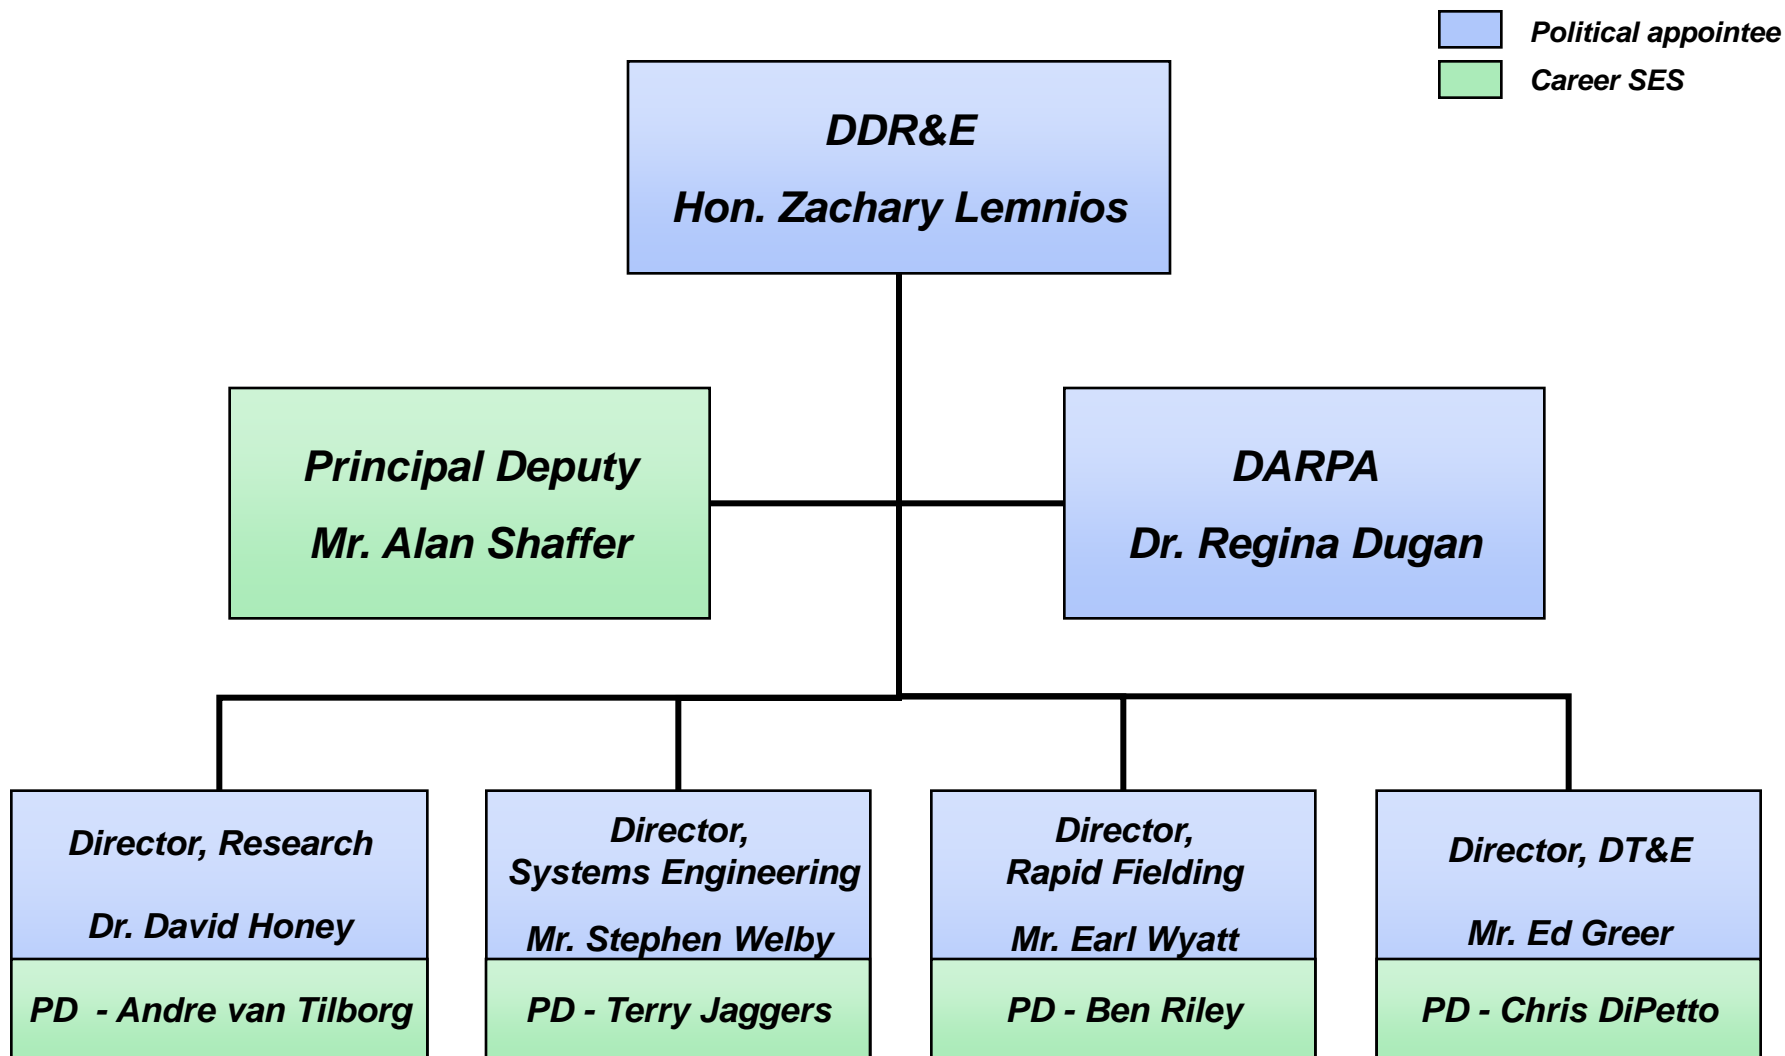 Political appointee
Career SES
DDR&E
Hon. Zachary Lemnios
Principal Deputy
Mr. Alan Shaffer
DARPA
Dr. Regina Dugan
Director, Research
Dr. David Honey
PD - Andre van Tilborg
Director,
Systems Engineering
Mr. Stephen Welby
PD - Terry Jaggers
Director,
Rapid Fielding
Mr. Earl Wyatt
PD - Ben Riley
Director, DT&E
Mr. Ed Greer
PD - Chris DiPetto